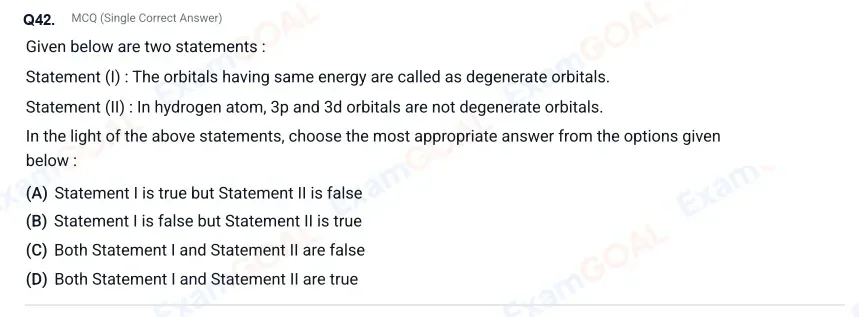 Q42. MCQ (Single Correct Answer)
Given below are two statements :
Statement (I) : The orbitals having same energy are called as degenerate orbitals.
Statement (II) : In hydrogen atom, 3p and 3d orbitals are not degenerate orbitals.
In the light of the above statements, choose the most appropriate answer from the options given
below :
(A) Statement I is true but Statement II is false
(B) Statement I is false but Statement II is true
(C) Both Statement I and Statement II are false
(D) Both Statement I and Statement II are true